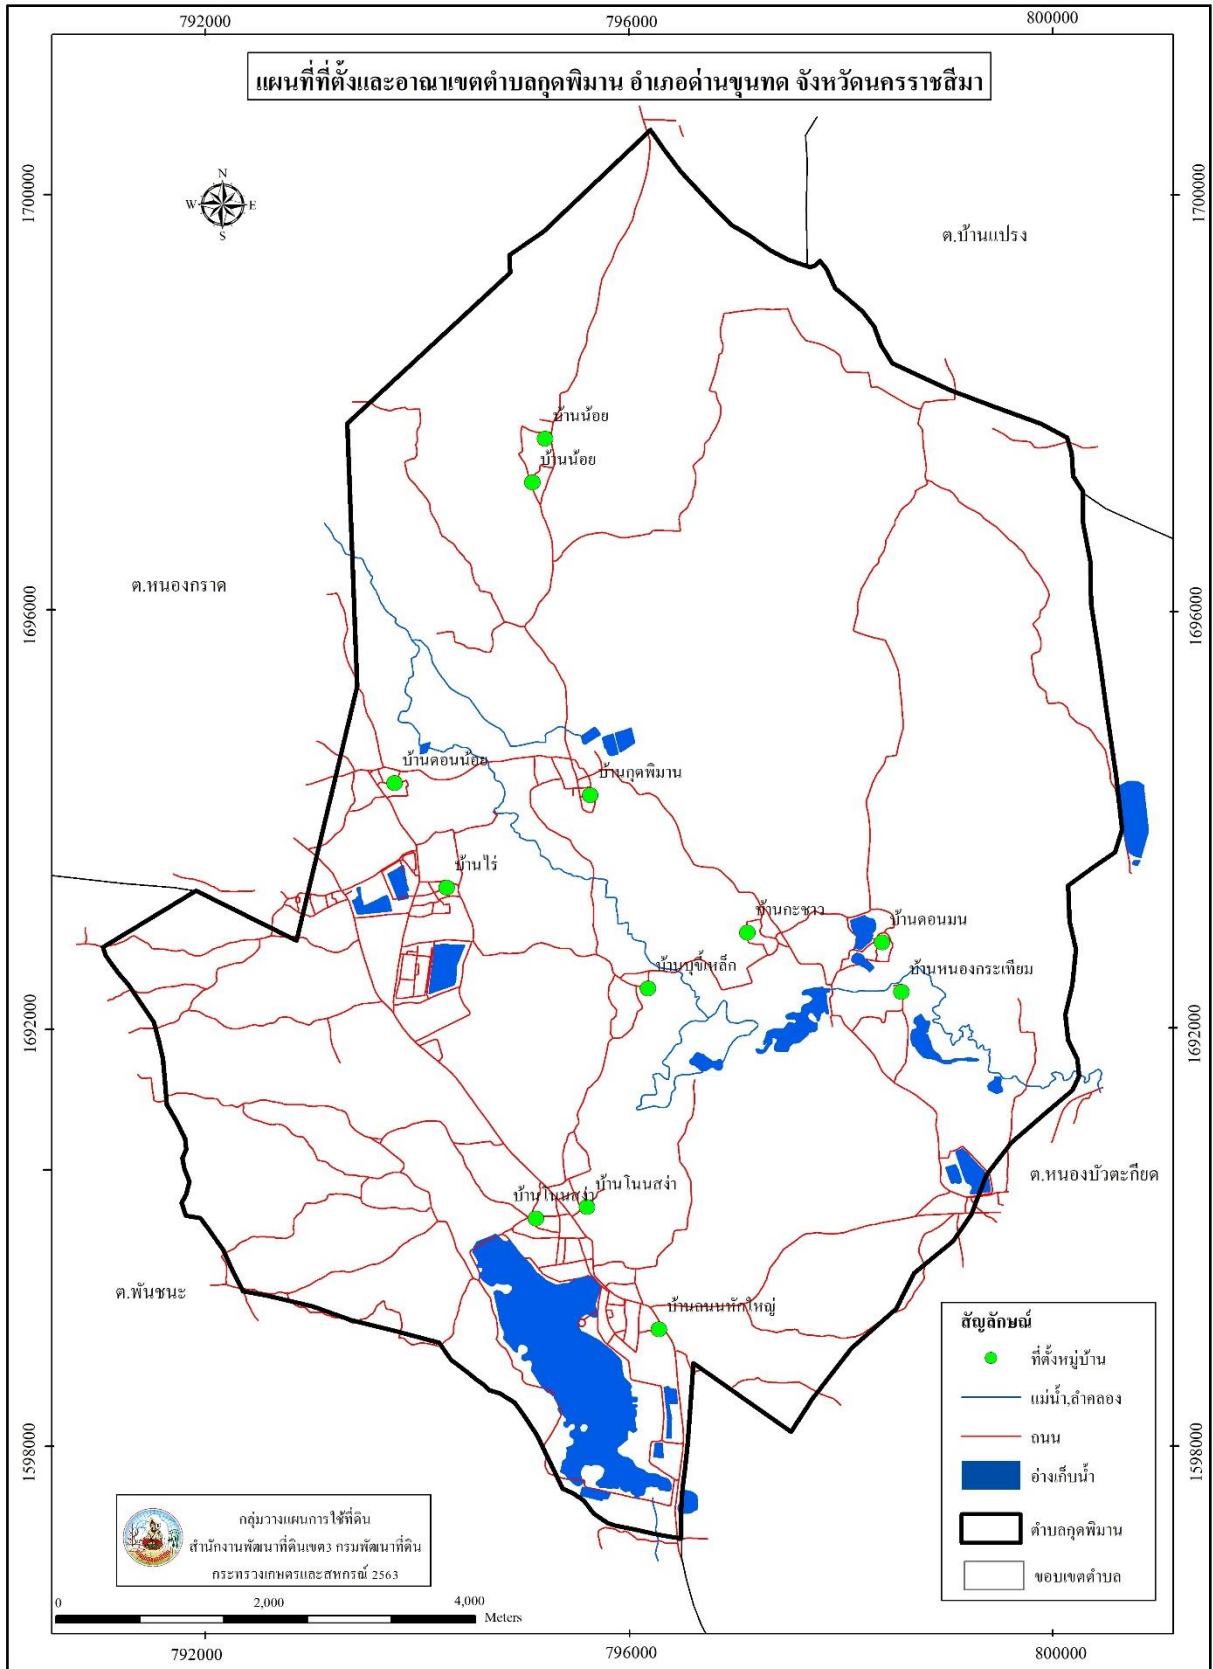 792000
796000
800000
แผนที่ที่ตั้งและอาณาเขตตำบลกุดพิมาน อำเภอด่านขุนทด จังหวัดนครราชสีมา
N
W
E
S
1700000
1700000
ต.บ้านแปรง
บ้านน้อย
บ้านน้อย
ต.หนองกราด
1696000
1696000
บ้านดอนน้อย
บ้านกุดพิมาน
บ้านไร่
บ้านกะชาว
บ้านดอนมน
บ้านบุขี้เหล็ก
บ้านหนองกระเทียม
1692000
1692000
ต.หนองบัวตะเกียด
บ้านโนนสง่า
บ้านโนนสง่า
ต.พันชนะ
บ้านถนนหักใหญ่
สัญลักษณ์
ที่ตั้งหมู่บ้าน
แม่น้ำ,ลำคลอง
ถนน
อ่างเก็บน้ำ
ตำบลกุดพิมาน
ขอบเขตตำบล
1598000
1598000
กลุ่มวางแผนการใช้ที่ดิน
สำนักงานพัฒนาที่ดินเขต3 กรมพัฒนาที่ดิน
กระทรวงเกษตรและสหกรณ์ 2563
0
2,000
4,000
Meters
792000
796000
800000